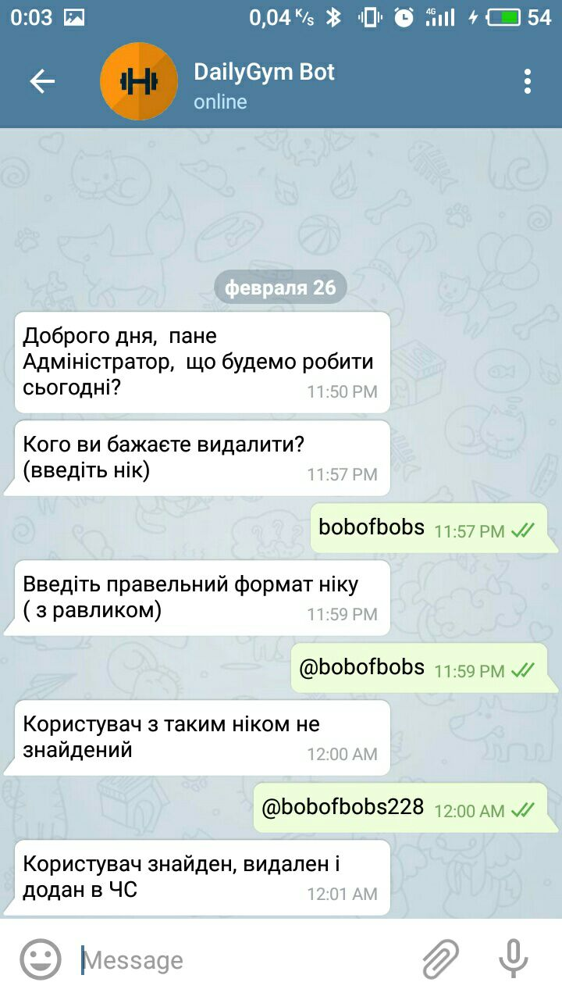 0:03 0,04 K/s 4G 54
DailyGym Bot
online
февраля 26
Доброго дня, пане
Адміністратор, що будемо робити
сьогодні? 11:50 PM
Кого ви бажаєте видалити?
(введіть нік) 11:57 PM
bobofbobs 11:57 PM
Введіть правельний формат ніку
( з равликом) 11:59 PM
@bobofbobs 11:59 PM
Користувач з таким ніком не
знайдений 12:00 AM
@bobofbobs228 12:00 AM
Користувач знайден, видален і
додан в ЧС 12:01 AM
Message